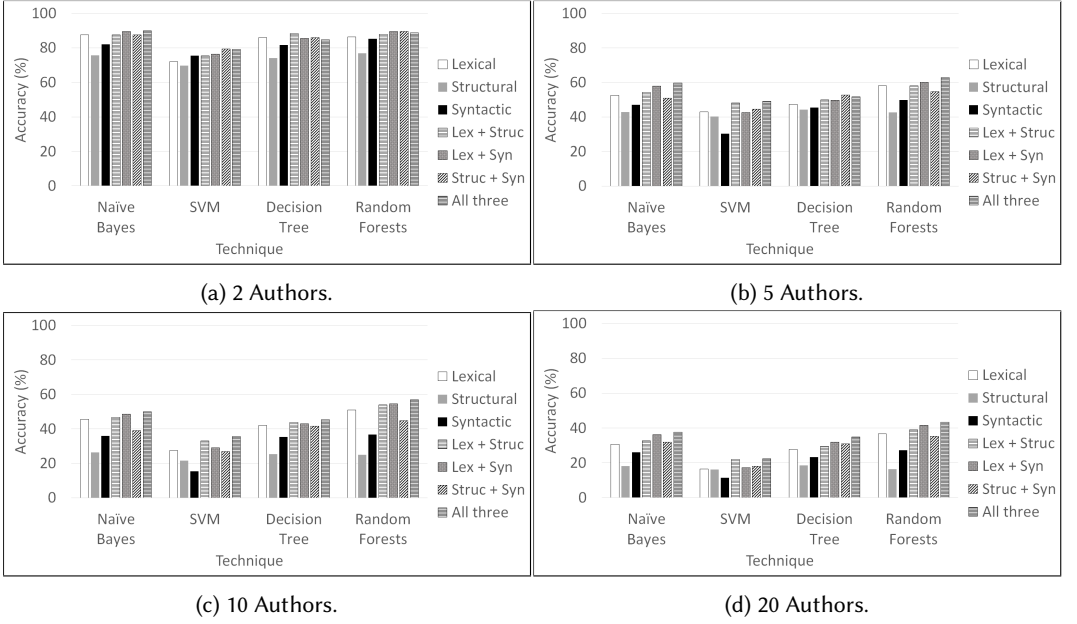 100
80
60
40
20
0
Accuracy (%)
Naïve Bayes
SVM
Decision Tree
Random Forests
Technique
Lexical
Structural
Syntactic
Lex + Struc
Lex + Syn
Struc + Syn
All three
(a) 2 Authors.
100
80
60
40
20
0
Accuracy (%)
Naïve Bayes
SVM
Decision Tree
Random Forests
Technique
Lexical
Structural
Syntactic
Lex + Struc
Lex + Syn
Struc + Syn
All three
(b) 5 Authors.
100
80
60
40
20
0
Accuracy (%)
Naïve Bayes
SVM
Decision Tree
Random Forests
Technique
Lexical
Structural
Syntactic
Lex + Struc
Lex + Syn
Struc + Syn
All three
(c) 10 Authors.
100
80
60
40
20
0
Accuracy (%)
Naïve Bayes
SVM
Decision Tree
Random Forests
Technique
Lexical
Structural
Syntactic
Lex + Struc
Lex + Syn
Struc + Syn
All three
(d) 20 Authors.